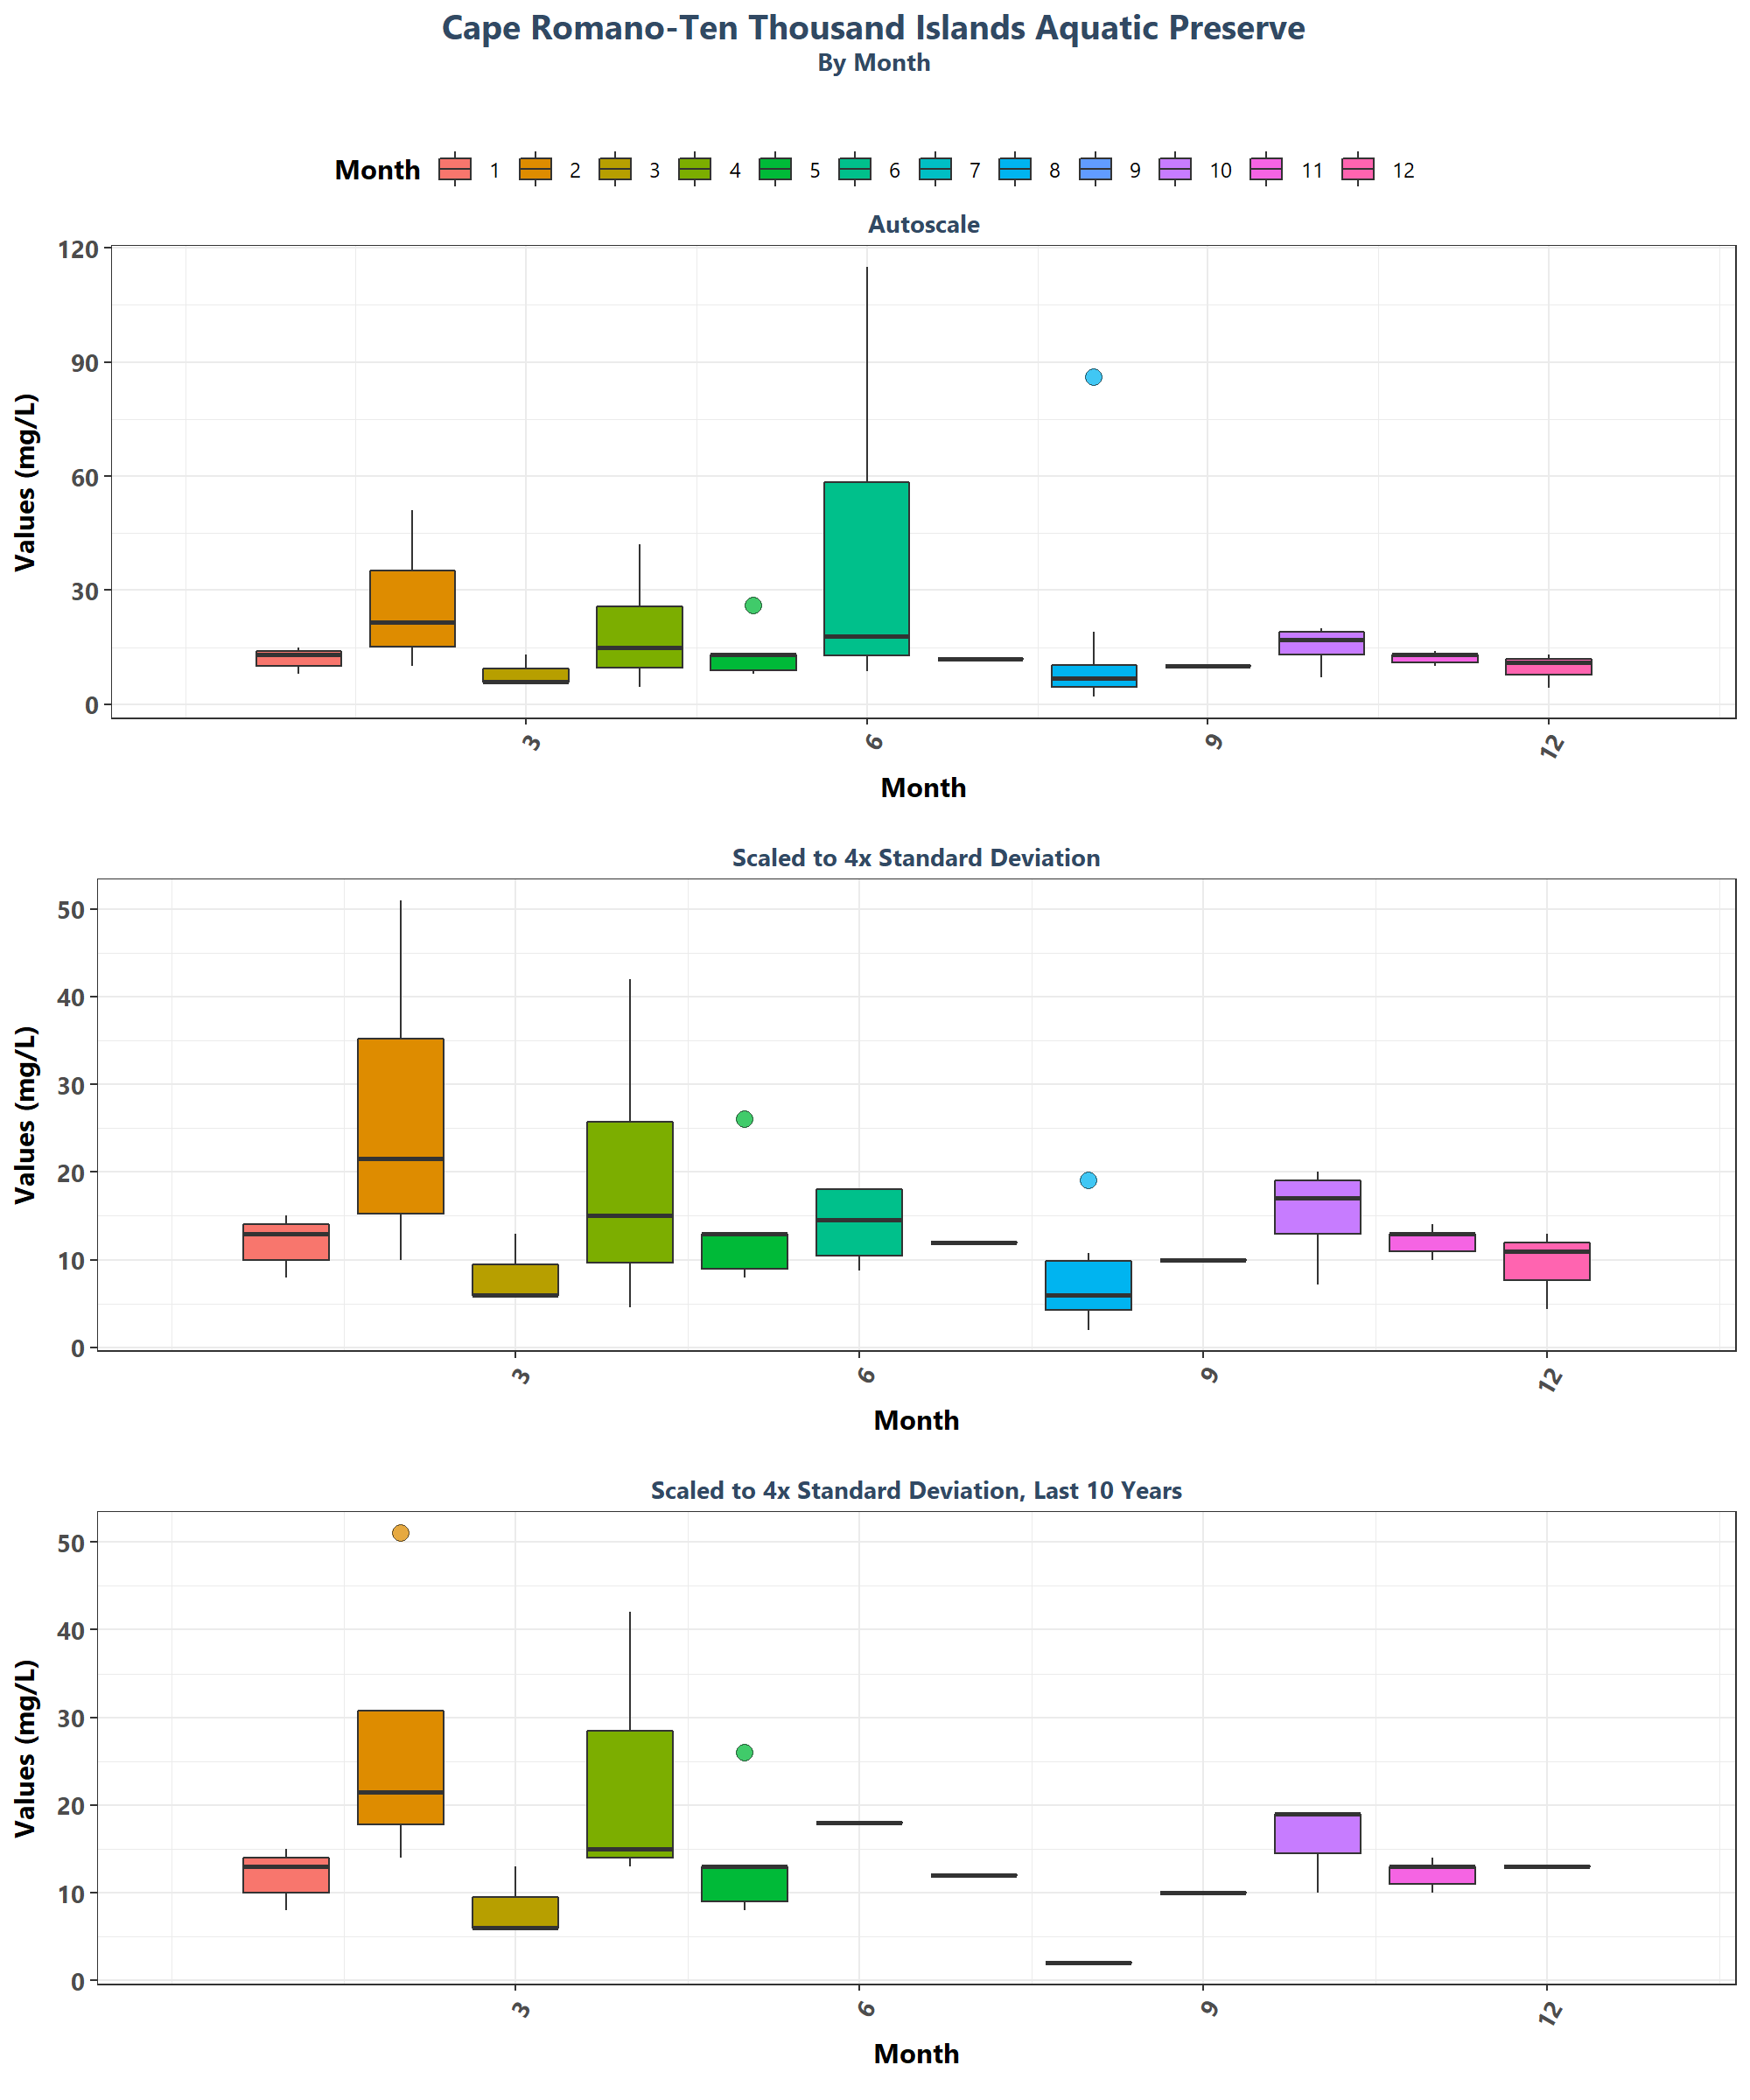 Cape Romano-Ten Thousand Islands Aquatic Preserve
By Month
Month 1 2 3 4 5 6 7 8 9 10 11 12
Autoscale
Values (mg/L)
120
90
60
30
0
3 6 9 12
Month
Scaled to 4x Standard Deviation
Values (mg/L)
50
40
30
20
10
0
3 6 9 12
Month
Scaled to 4x Standard Deviation, Last 10 Years
Values (mg/L)
50
40
30
20
10
0
3 6 9 12
Month